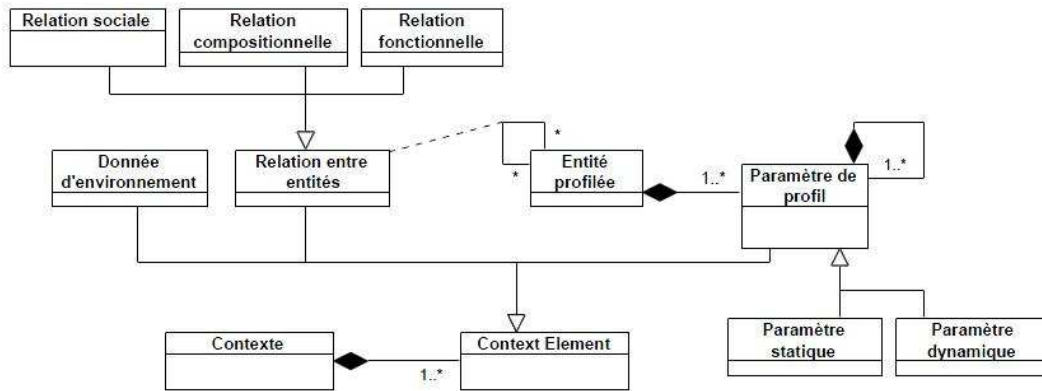 Relation sociale
Relation
compositionnelle
Relation
fonctionnelle
*
*
Donnée
d'environnement
Relation entre
entités
Entité
profilée
1..*
1..*
Paramètre de
profil
Contexte
1..*
Context Element
Paramètre
statique
Paramètre
dynamique